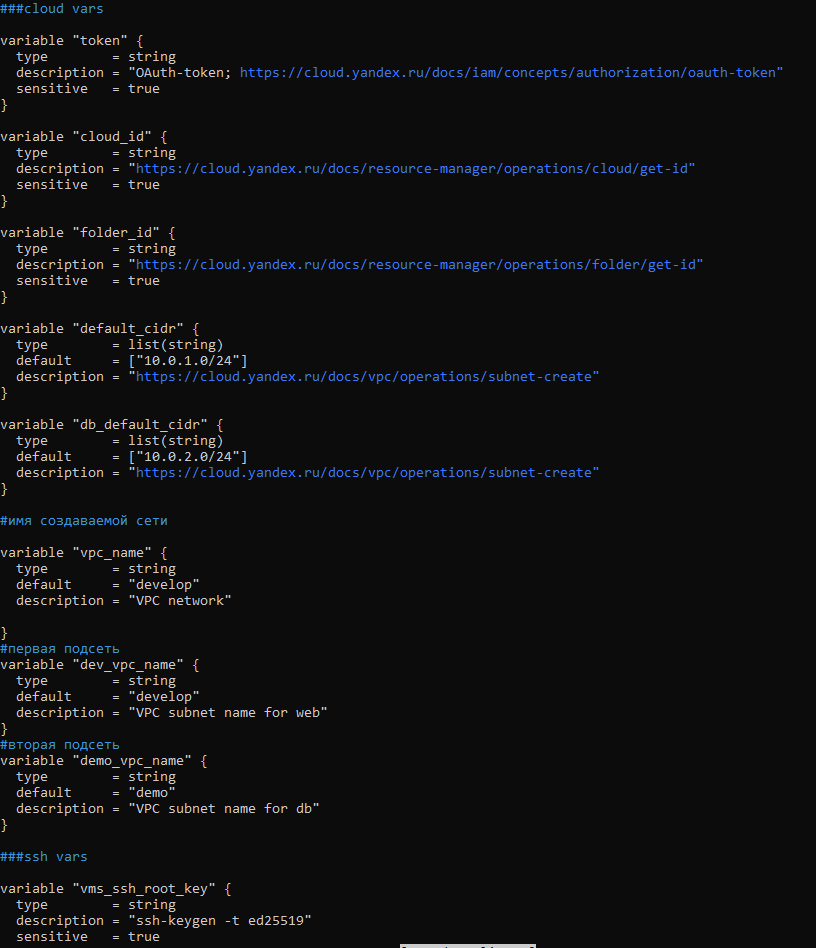 ###cloud vars
variable "token" {
  type        = string
  description = "OAuth-token; https://cloud.yandex.ru/docs/iam/concepts/authorization/oauth-token"
  sensitive   = true
}
variable "cloud_id" {
  type        = string
  description = "https://cloud.yandex.ru/docs/resource-manager/operations/cloud/get-id"
  sensitive   = true
}
variable "folder_id" {
  type        = string
  description = "https://cloud.yandex.ru/docs/resource-manager/operations/folder/get-id"
  sensitive   = true
}
variable "default_cidr" {
  type        = list(string)
  default     = ["10.0.1.0/24"]
  description = "https://cloud.yandex.ru/docs/vpc/operations/subnet-create"
}
variable "db_default_cidr" {
  type        = list(string)
  default     = ["10.0.2.0/24"]
  description = "https://cloud.yandex.ru/docs/vpc/operations/subnet-create"
}
#имя создаваемой сети
variable "vpc_name" {
  type        = string
  default     = "develop"
  description = "VPC network"
}
#первая подсеть
variable "dev_vpc_name" {
  type        = string
  default     = "develop"
  description = "VPC subnet name for web"
}
#вторая подсеть
variable "demo_vpc_name" {
  type        = string
  default     = "demo"
  description = "VPC subnet name for db"
}
###ssh vars
variable "vms_ssh_root_key" {
  type        = string
  description = "ssh-keygen -t ed25519"
  sensitive   = true